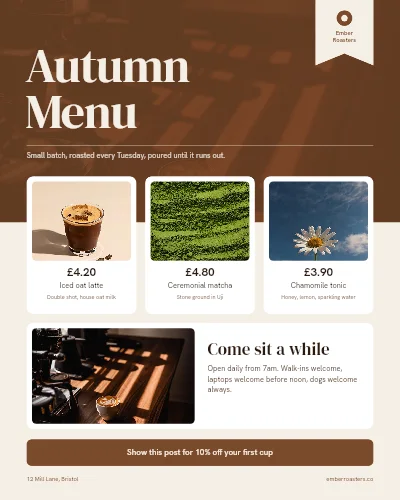 Ember
Roasters
Autumn
Menu
Small batch, roasted every Tuesday, poured until it runs out.
£4.20
Iced oat latte
Double shot, house oat milk
£4.80
Ceremonial matcha
Stone ground in Uji
£3.90
Chamomile tonic
Honey, lemon, sparkling water
Come sit a while
Open daily from 7am. Walk-ins welcome,
laptops welcome before noon, dogs welcome
always.
Show this post for 10% off your first cup
12 Mill Lane, Bristol
emberroasters.co